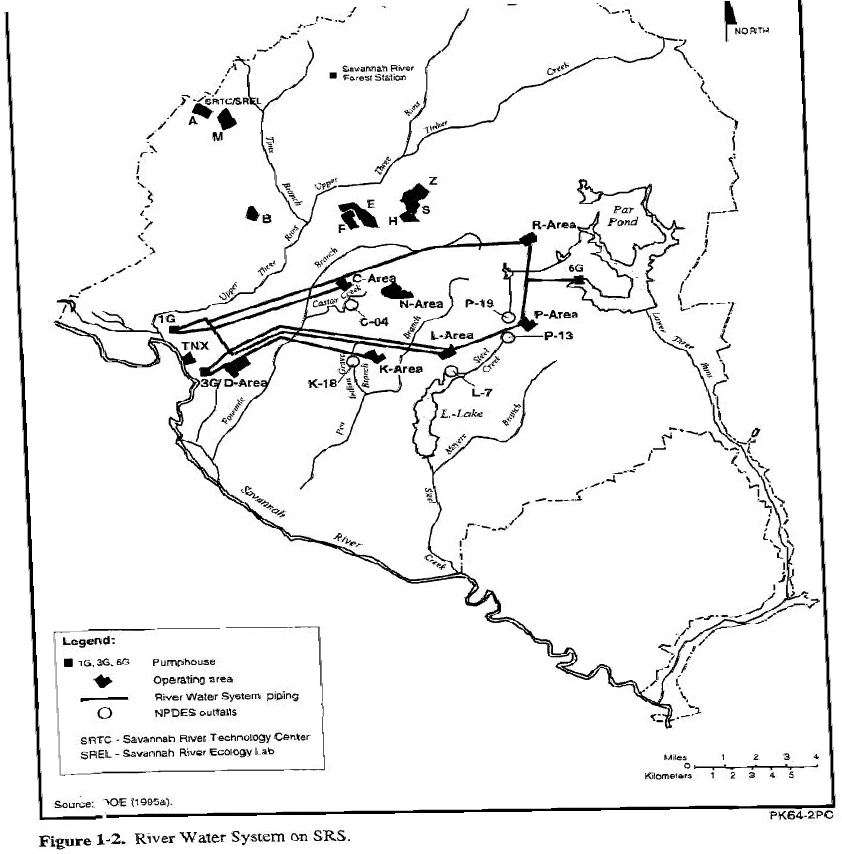 NORTH
Savannah River
Forest Station
SRTC/SREL
A
M
Tims
Branch
Upper
Three
Runs
Tinker
Creek
B
E
F
H
S
Z
Upper
Three
Runs
Branch
R-Area
Par
Pond
6G
C-Area
Castor
Creek
C-04
N-Area
P-19
P-Area
P-13
1G
TNX
3G/D-Area
L-Area
Branch
K-Area
K-18
Indian
Grave
Branch
Steel
Creek
L-7
L-Lake
Meyers
Branch
Fourmile
Pen
Lower
Three
Runs
Steel
Creek
Savannah
River
Legend:
1G, 3G, 6G Pumphouse
Operating area
River Water System piping
NPDES outfalls
SRTC - Savannah River Technology Center
SREL - Savannah River Ecology Lab
Miles
0 1 2 3 4
Kilometers
1 2 3 4 5
Source: DOE (1995a).
PK64-2PC
Figure 1-2. River Water System on SRS.